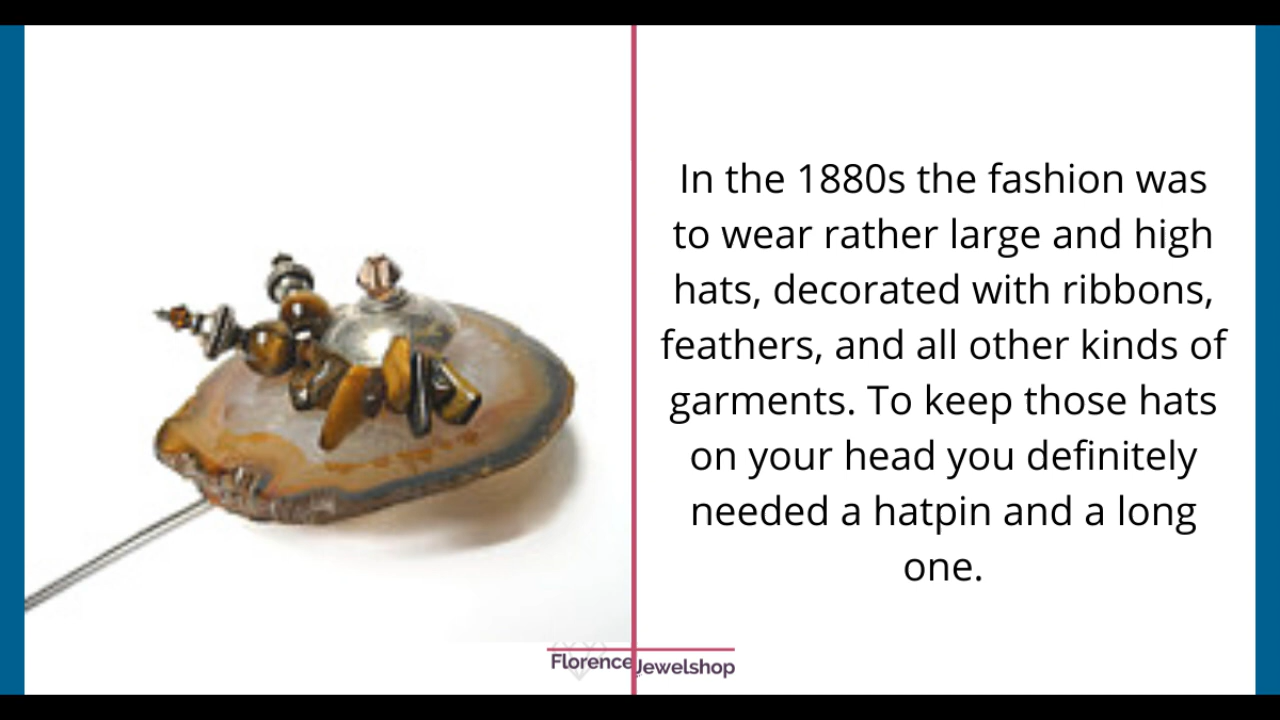 In the 1880s the fashion was
to wear rather large and high
hats, decorated with ribbons,
feathers, and all other kinds of
garments. To keep those hats
on your head you definitely
needed a hatpin and a long
one.
Florence Jewelshop